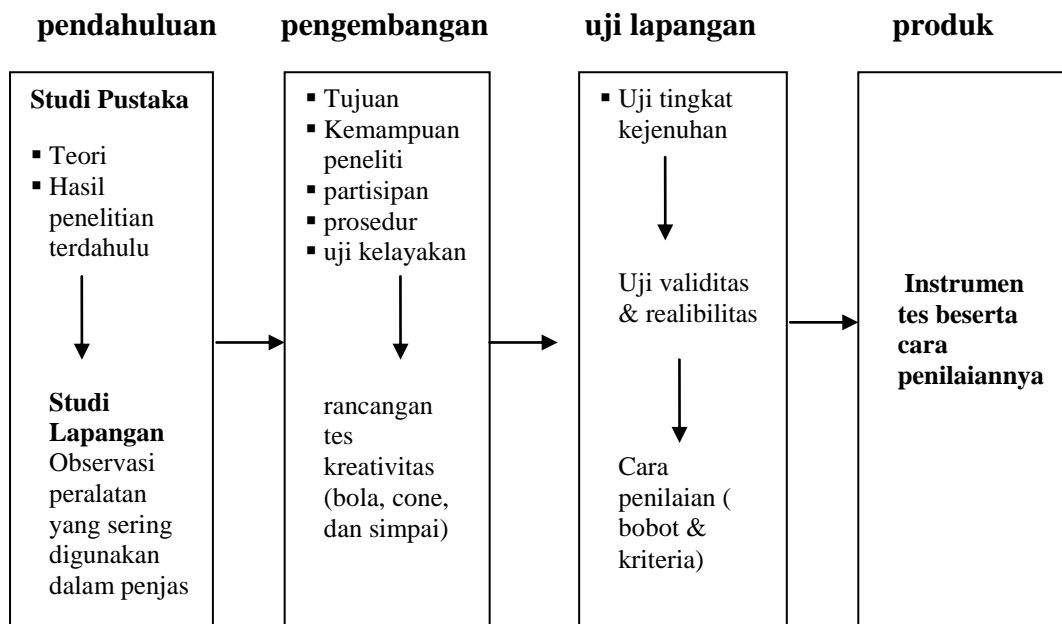 pendahuluan
pengembangan
uji lapangan
produk
Studi Pustaka
▪ Teori
▪ Hasil
penelitian
terdahulu
Studi
Lapangan
Observasi
peralatan
yang sering
digunakan
dalam penjas
▪ Tujuan
▪ Kemampuan
peneliti
▪ partisipan
▪ prosedur
▪ uji kelayakan
rancangan
tes
kreativitas
(bola, cone,
dan simpai)
▪ Uji tingkat
kejenuhan
Uji validitas
& realibilitas
Cara
penilaian (
bobot &
kriteria)
Instrumen
tes beserta
cara
penilaiannya